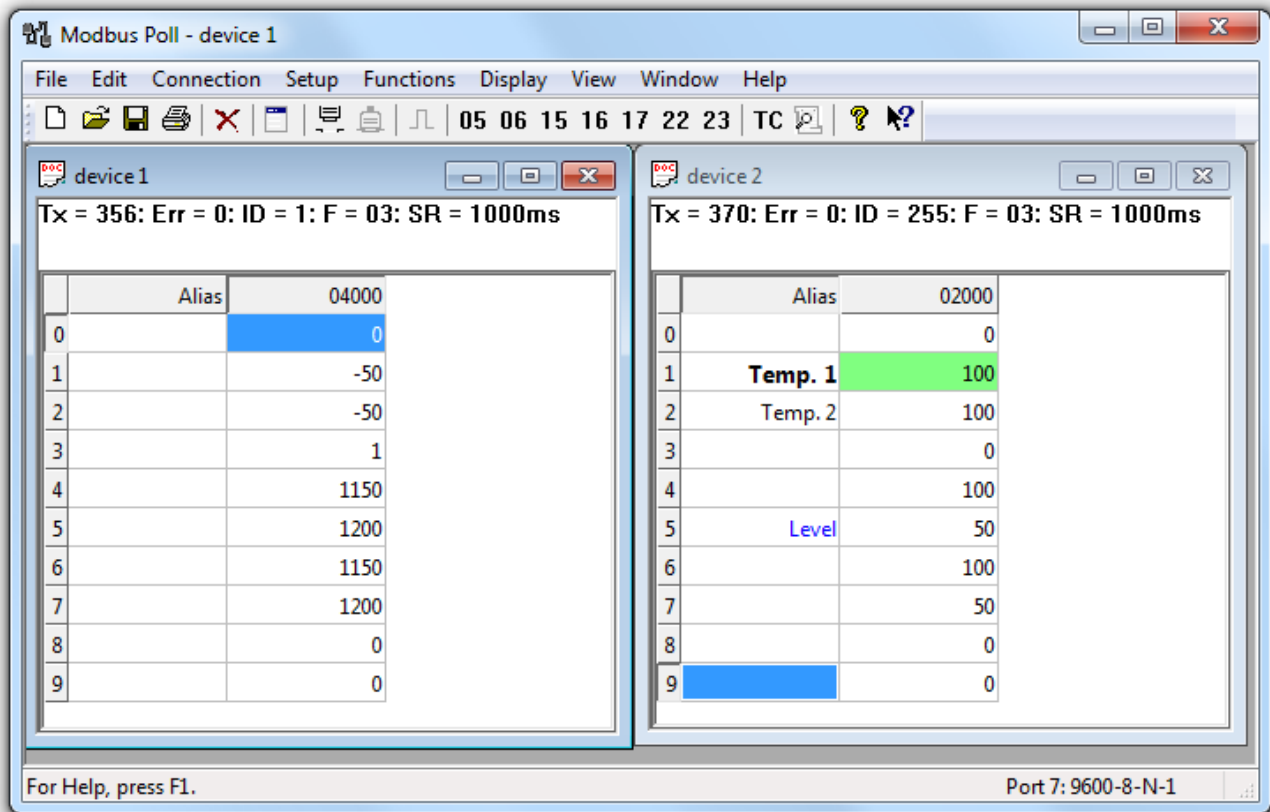 Modbus Poll - device 1
File Edit Connection Setup Functions Display View Window Help
05 06 15 16 17 22 23 TC
DOC device 1
Tx = 356: Err = 0: ID = 1: F = 03: SR = 1000ms
Alias 04000
0 0
1 -50
2 -50
3 1
4 1150
5 1200
6 1150
7 1200
8 0
9 0
DOC device 2
Tx = 370: Err = 0: ID = 255: F = 03: SR = 1000ms
Alias 02000
0 0
1 Temp. 1 100
2 Temp. 2 100
3 0
4 100
5 Level 50
6 100
7 50
8 0
9 0
For Help, press F1. Port 7: 9600-8-N-1